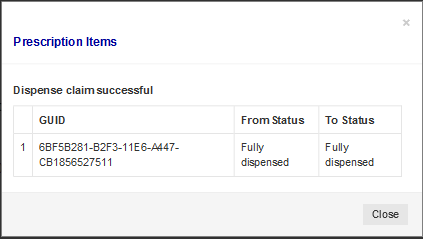 ×
Prescription Items
Dispense claim successful
GUID From Status To Status
1 6BF5B281-B2F3-11E6-A447- Fully Fully
CB1856527511 dispensed dispensed
Close